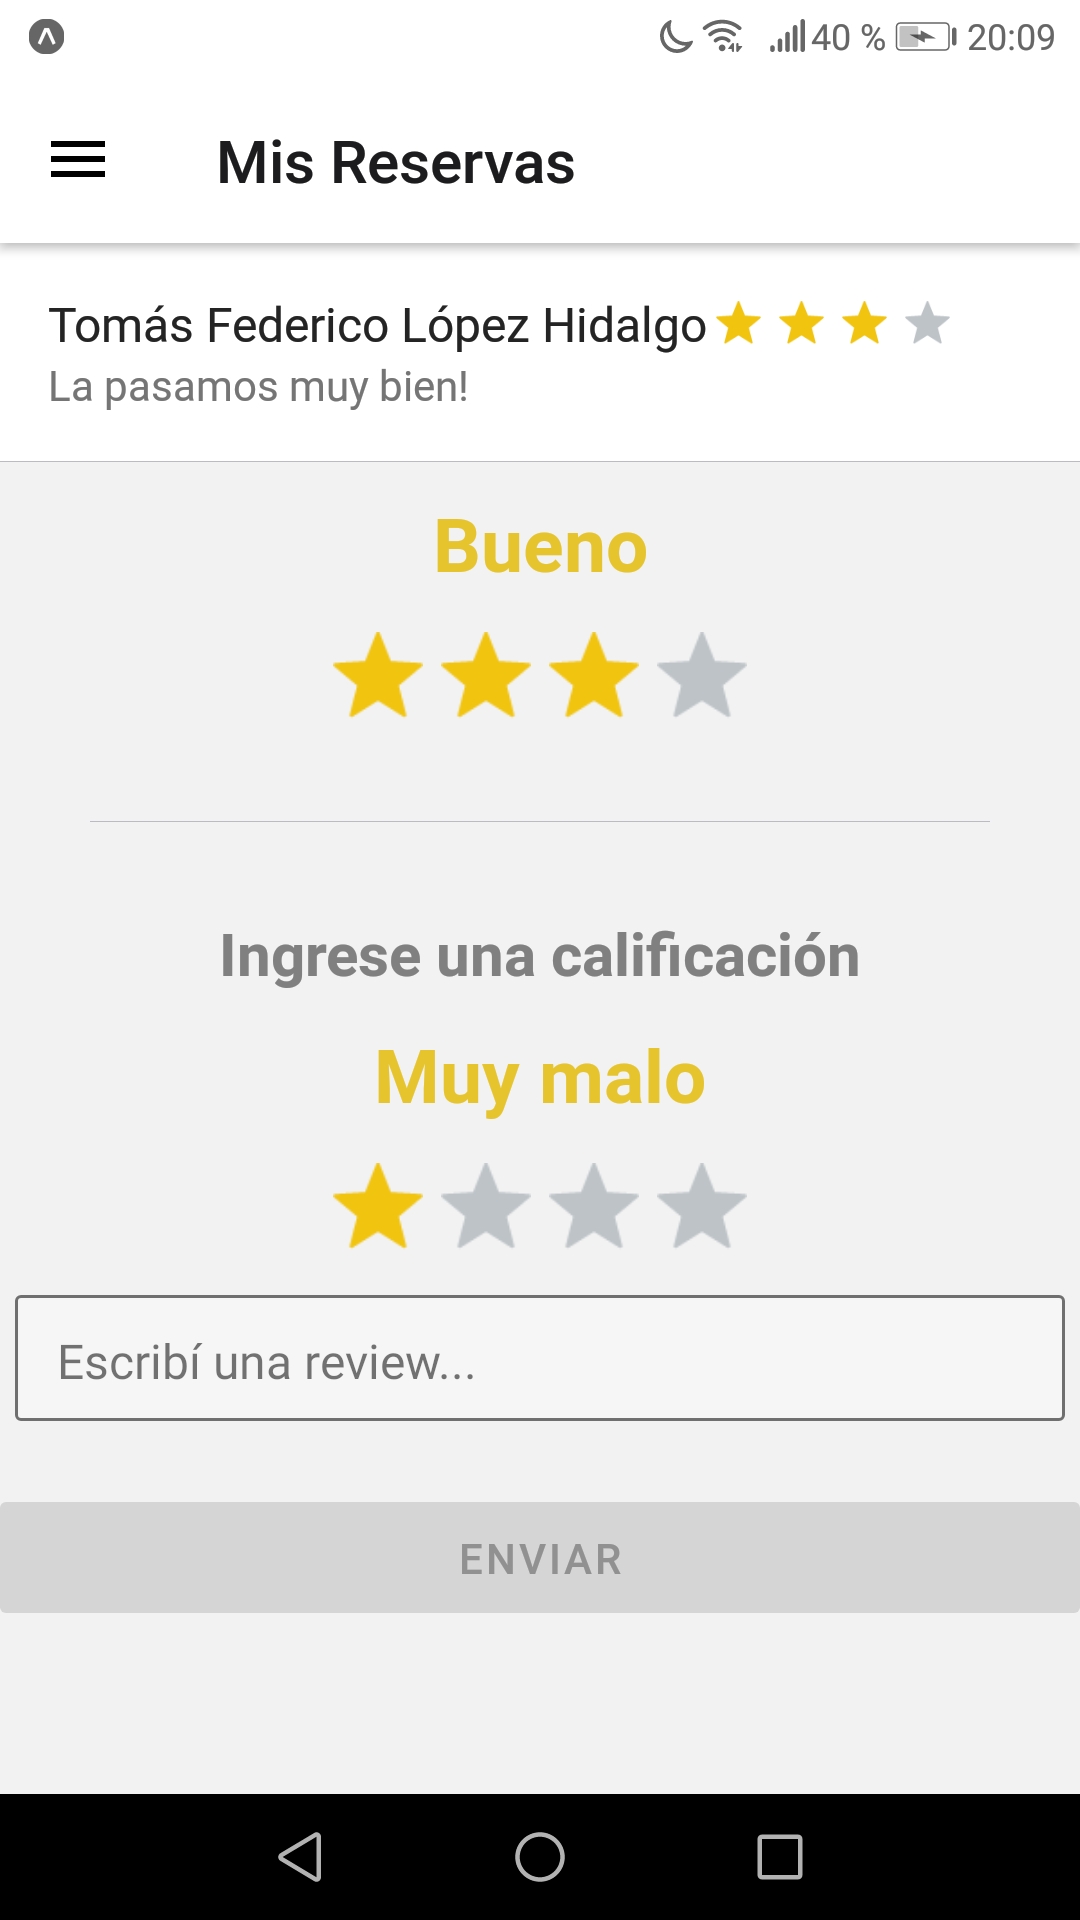 40 % 20:09
Mis Reservas
Tomás Federico López Hidalgo
La pasamos muy bien!
Bueno
Ingrese una calificación
Muy malo
Escribí una review...
ENVIAR